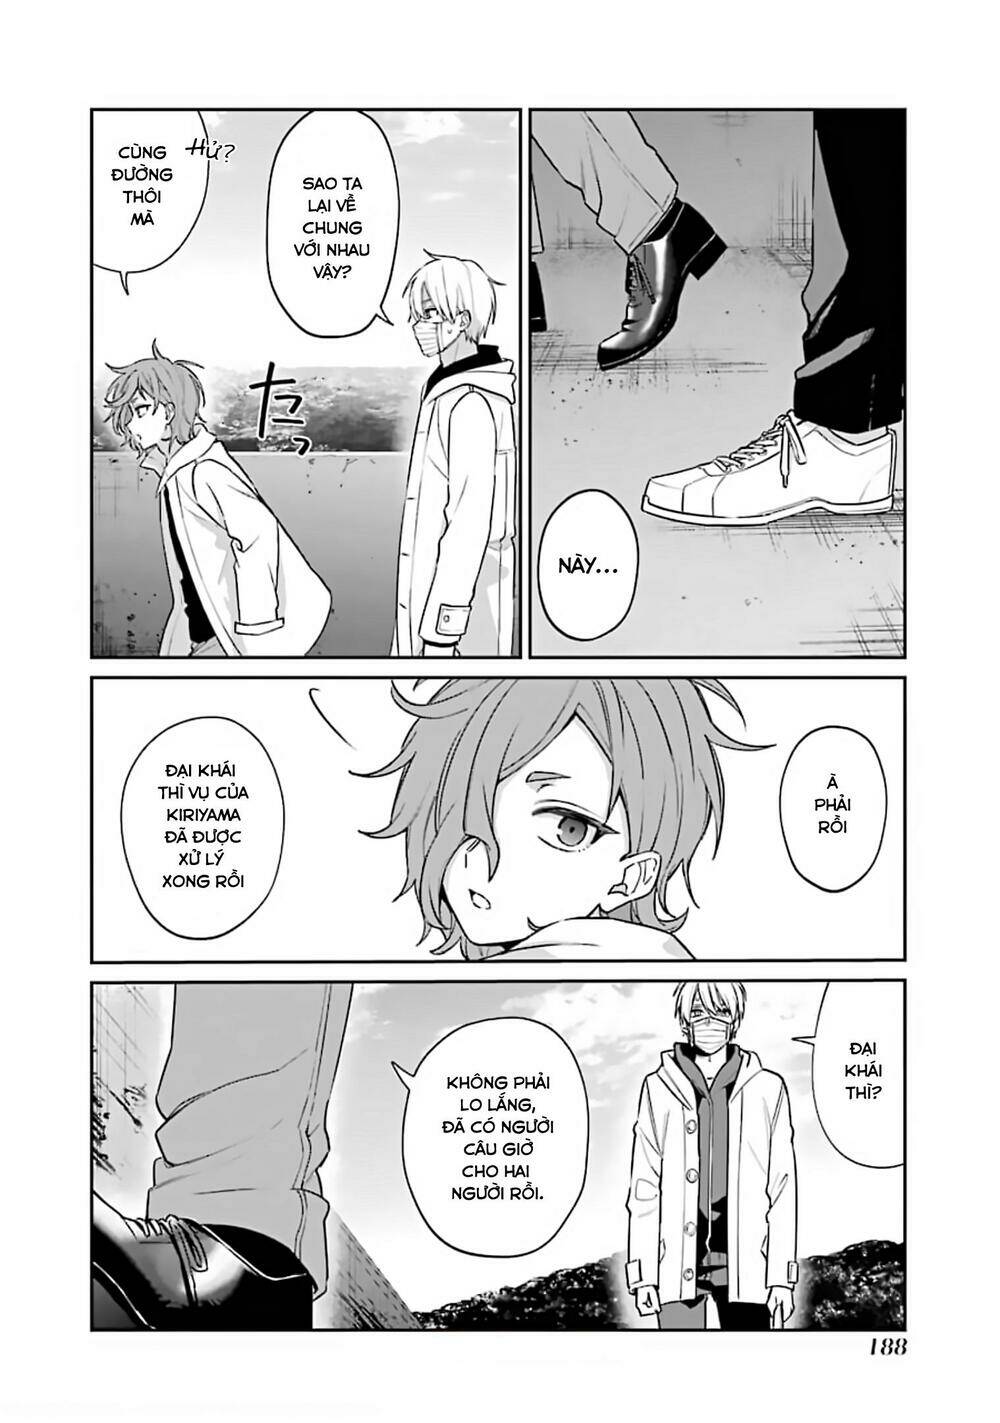 NÀY...
SAO TA
LẠI VỀ
CHUNG
VỚI NHAU
VẬY?
HỬ?
CÙNG
ĐƯỜNG
THÔI
MÀ
たっ
À
PHẢI
RỒI
ĐẠI KHÁI
THÌ VỤ CỦA
KIRIYAMA
ĐÃ ĐƯỢC
XỬ LÝ
XONG RỒI
ĐẠI
KHÁI
THÌ?
KHÔNG PHẢI
LO LẮNG,
ĐÃ CÓ NGƯỜI
CÂU GIỜ
CHO HAI
NGƯỜI RỒI.
188